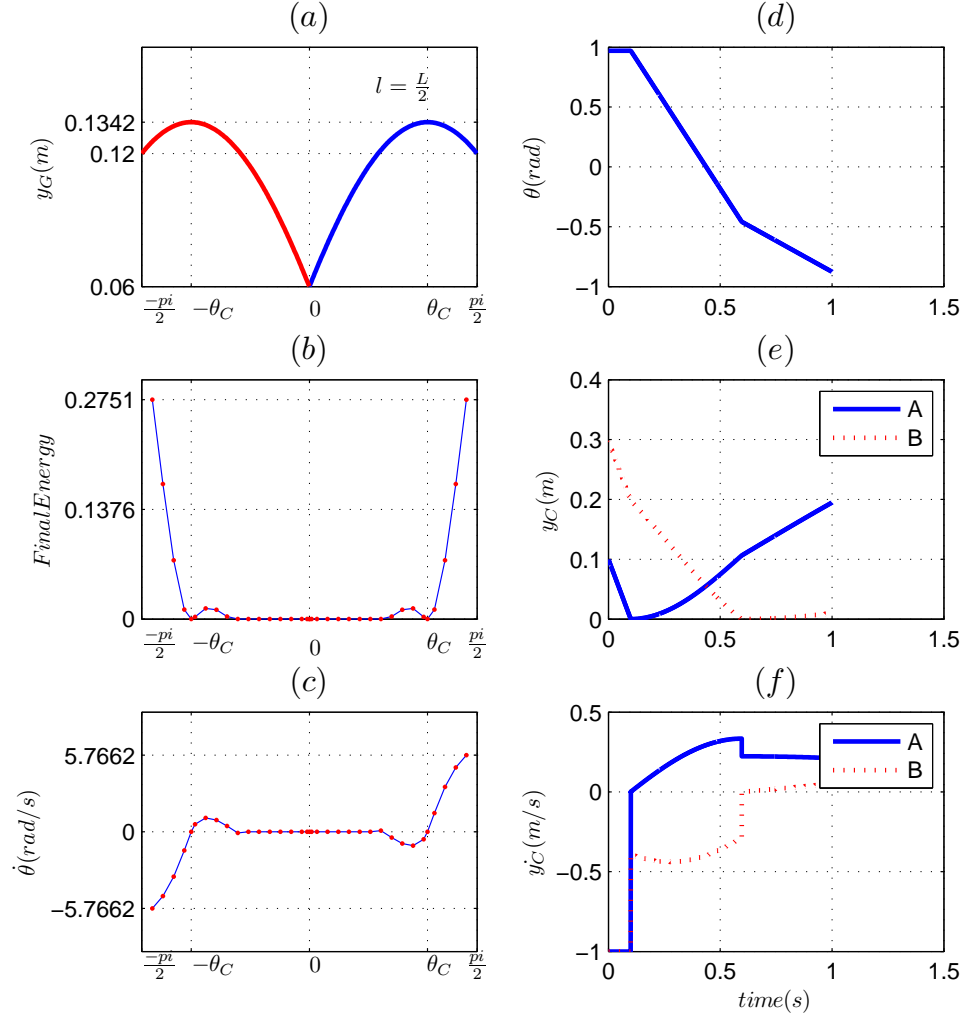 (a)
l = L/2
y_G(m)
0.1342
0.12
0.06
-pi/2 -θ_C 0 θ_C pi/2
(b)
FinalEnergy
0.2751
0.1376
0
-pi/2 -θ_C 0 θ_C pi/2
(c)
θ̇(rad/s)
5.7662
0
−5.7662
-pi/2 -θ_C 0 θ_C pi/2
(d)
θ(rad)
1
0.5
0
−0.5
−1
0 0.5 1 1.5
(e)
y_C(m)
0.4
0.3
0.2
0.1
0
A
B
0 0.5 1 1.5
(f)
ẏ_C(m/s)
0.5
0
−0.5
−1
A
B
0 0.5 1 1.5
time(s)